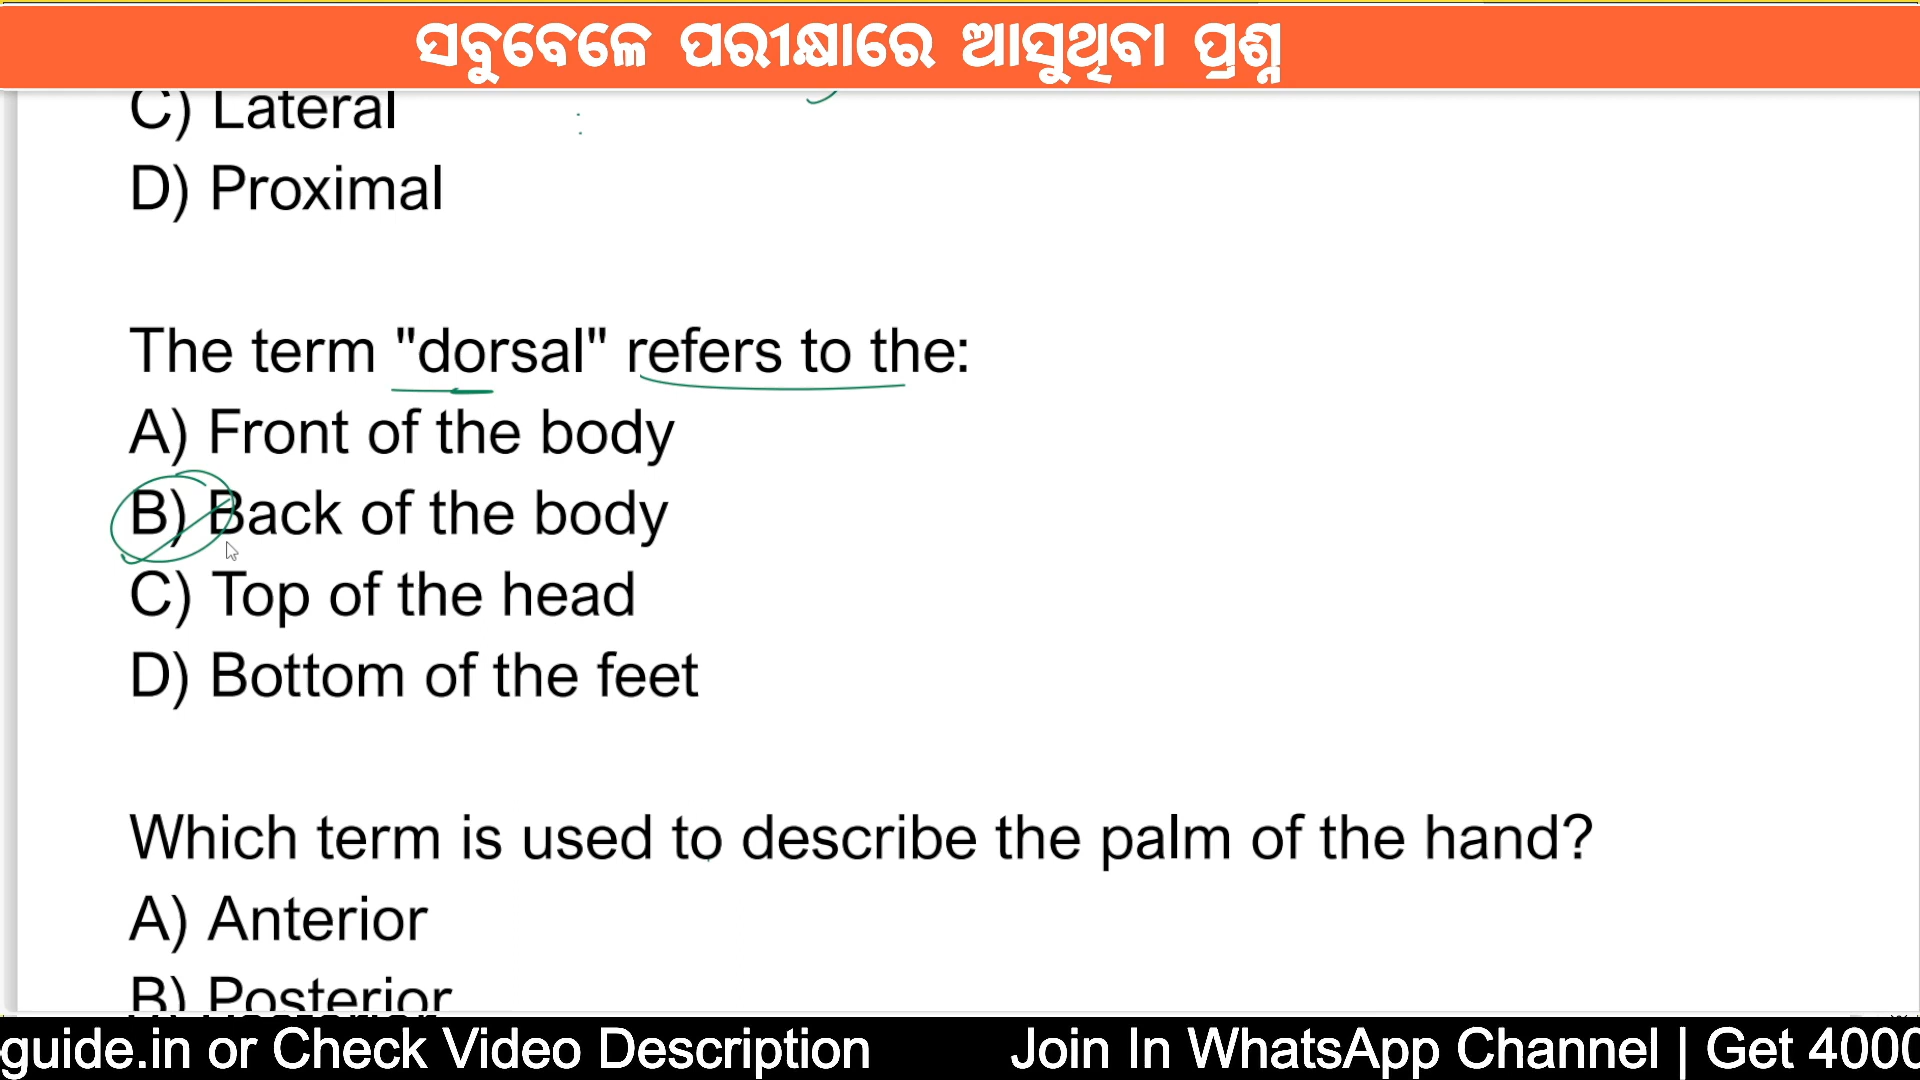 ସବୁବେଳେ ପରୀକ୍ଷାରେ ଆସୁଥିବା ପ୍ରଶ୍ନ
C) Lateral
D) Proximal
The term "dorsal" refers to the:
A) Front of the body
B) Back of the body
C) Top of the head
D) Bottom of the feet
Which term is used to describe the palm of the hand?
A) Anterior
B) Posterior
guide.in or Check Video Description Join In WhatsApp Channel | Get 4000